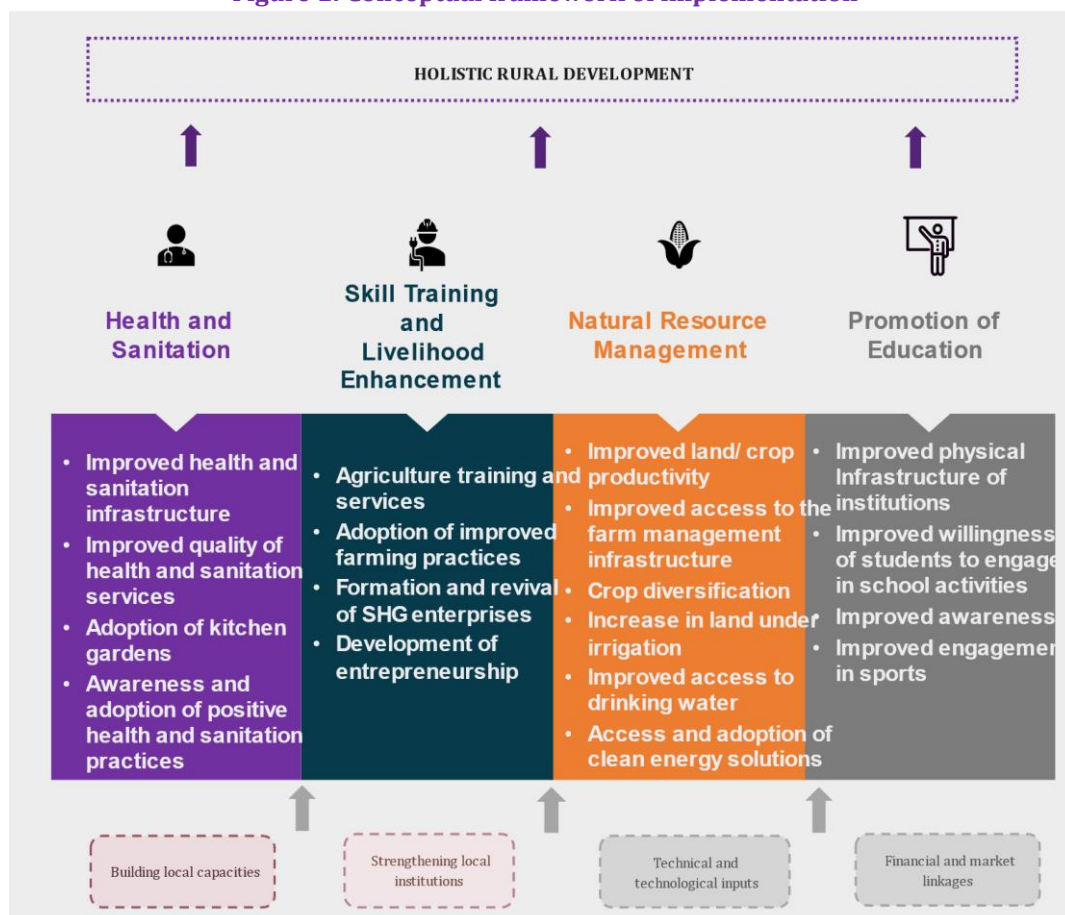 HOLISTIC RURAL DEVELOPMENT
Health and
Sanitation
Skill Training
and
Livelihood
Enhancement
Natural Resource
Management
Promotion of
Education
• Improved health and
sanitation
infrastructure
• Improved quality of
health and sanitation
services
• Adoption of kitchen
gardens
• Awareness and
adoption of positive
health and sanitation
practices
• Agriculture training and
services
• Adoption of improved
farming practices
• Formation and revival
of SHG enterprises
• Development of
entrepreneurship
• Improved land/ crop
productivity
• Improved access to the
farm management
infrastructure
• Crop diversification
• Increase in land under
irrigation
• Improved access to
drinking water
• Access and adoption of
clean energy solutions
• Improved physical
Infrastructure of
institutions
• Improved willingness
of students to engage
in school activities
• Improved awareness
• Improved engagemen
in sports
Building local capacities
Strengthening local
institutions
Technical and
technological inputs
Financial and market
linkages